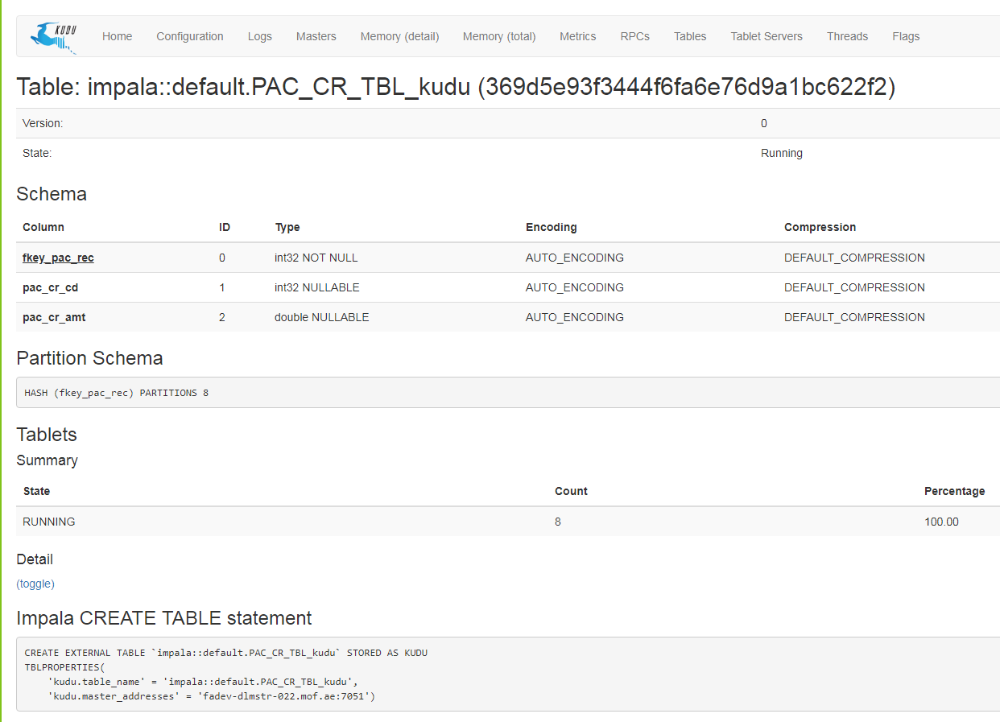 KUDU Home Configuration Logs Masters Memory (detail) Memory (total) Metrics RPCs Tables Tablet Servers Threads Flags
Table: impala::default.PAC_CR_TBL_kudu (369d5e93f3444f6fa6e76d9a1bc622f2)
Version: 0
State: Running
Schema
Column ID Type Encoding Compression
fkey_pac_rec 0 int32 NOT NULL AUTO_ENCODING DEFAULT_COMPRESSION
pac_cr_cd 1 int32 NULLABLE AUTO_ENCODING DEFAULT_COMPRESSION
pac_cr_amt 2 double NULLABLE AUTO_ENCODING DEFAULT_COMPRESSION
Partition Schema
HASH (fkey_pac_rec) PARTITIONS 8
Tablets
Summary
State Count Percentage
RUNNING 8 100.00
Detail
(toggle)
Impala CREATE TABLE statement
CREATE EXTERNAL TABLE `impala::default.PAC_CR_TBL_kudu` STORED AS KUDU
TBLPROPERTIES(
'kudu.table_name' = 'impala::default.PAC_CR_TBL_kudu',
'kudu.master_addresses' = 'fadev-dlmstr-022.mof.ae:7051')